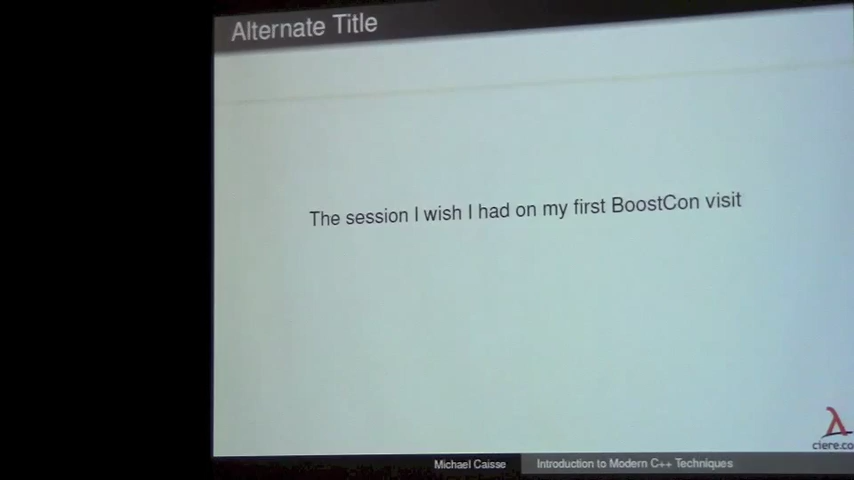 Alternate Title
The session I wish I had on my first BoostCon visit
λ
ciere.co
Michael Caisse
Introduction to Modern C++ Techniques